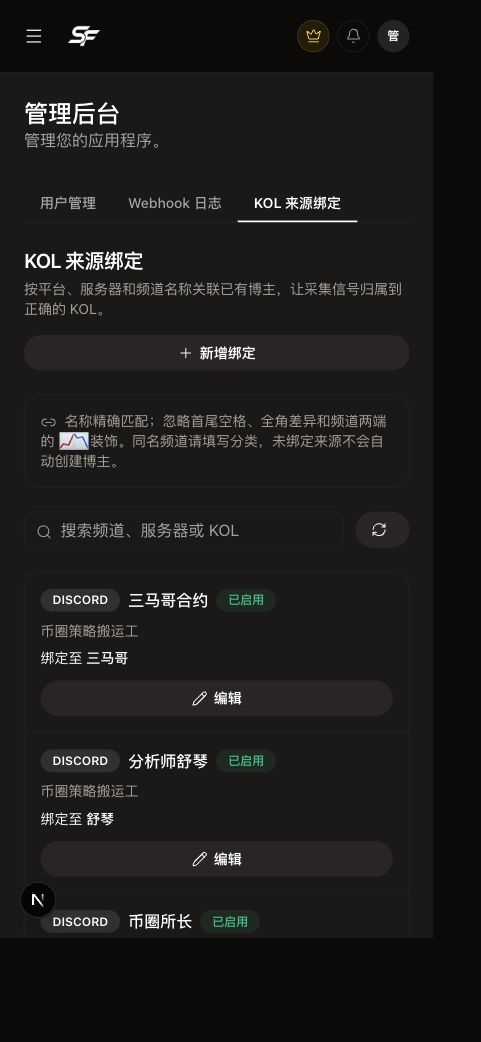 SF
管
管理后台
管理您的应用程序。
用户管理 Webhook 日志 KOL 来源绑定
KOL 来源绑定
按平台、服务器和频道名称关联已有博主，让采集信号归属到
正确的 KOL。
+ 新增绑定
名称精确匹配；忽略首尾空格、全角差异和频道两端
的 📈装饰。同名频道请填写分类，未绑定来源不会自
动创建博主。
搜索频道、服务器或 KOL
DISCORD 三马哥合约 已启用
币圈策略搬运工
绑定至 三马哥
编辑
DISCORD 分析师舒琴 已启用
币圈策略搬运工
绑定至 舒琴
编辑
N
DISCORD 币圈所长 已启用